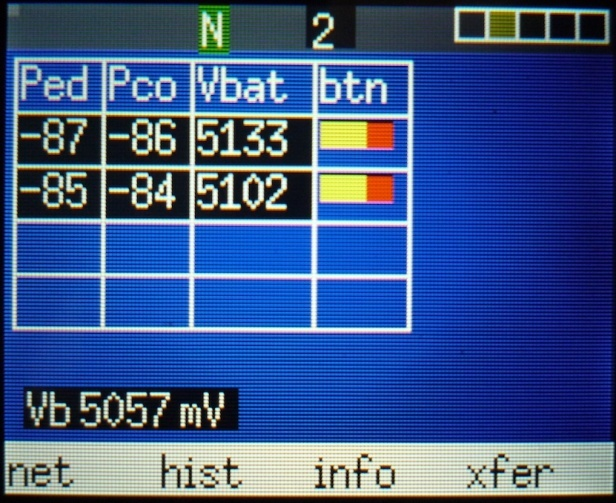 N 2
Ped Pco Vbat btn
-87 -86 5133
-85 -84 5102
Vb 5057 mV
net hist info xfer